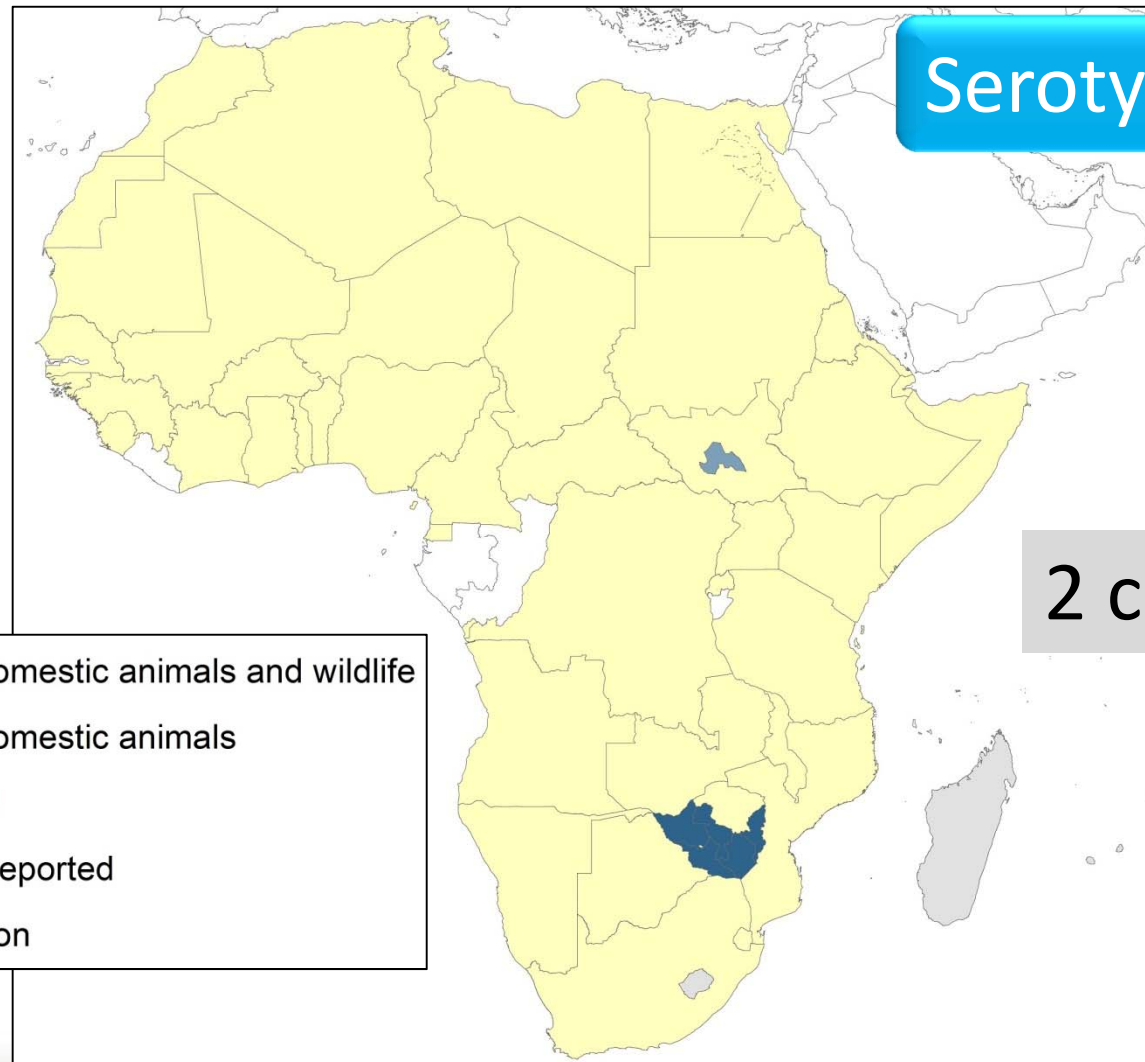 Seroty
2 c
omestic animals and wildlife
omestic animals
eported
on